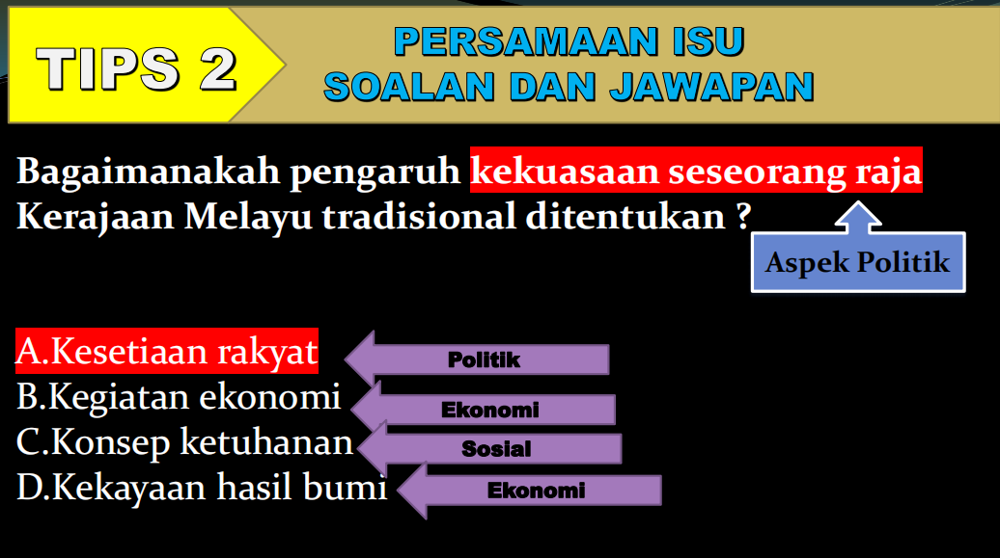 TIPS 2
PERSAMAAN ISU
SOALAN DAN JAWAPAN
Bagaimanakah pengaruh kekuasaan seseorang raja
Kerajaan Melayu tradisional ditentukan ?
Aspek Politik
A.Kesetiaan rakyat
Politik
B.Kegiatan ekonomi
Ekonomi
C.Konsep ketuhanan
Sosial
D.Kekayaan hasil bumi
Ekonomi